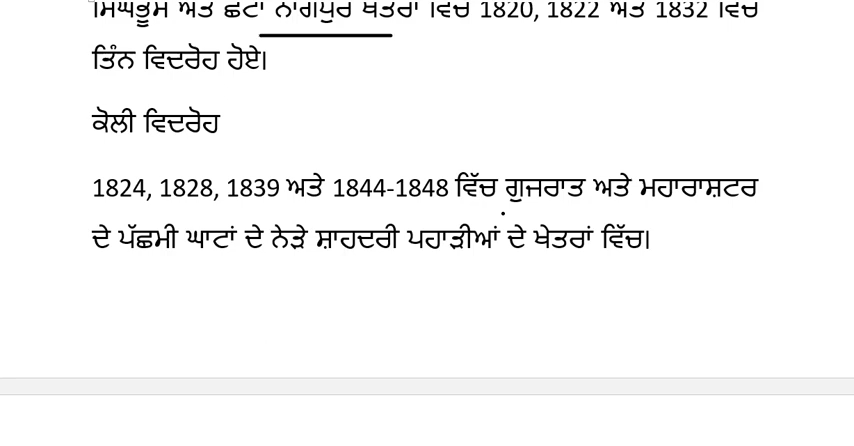 ਸਿੰਘਭੂਮ ਅਤੇ ਛੋਟਾ ਨਾਗਪੁਰ ਖੇਤਰਾਂ ਵਿੱਚ 1820, 1822 ਅਤੇ 1832 ਵਿੱਚ
ਤਿੰਨ ਵਿਦਰੋਹ ਹੋਏ।
ਕੋਲੀ ਵਿਦਰੋਹ
1824, 1828, 1839 ਅਤੇ 1844-1848 ਵਿੱਚ ਗੁਜਰਾਤ ਅਤੇ ਮਹਾਰਾਸ਼ਟਰ
ਦੇ ਪੱਛਮੀ ਘਾਟਾਂ ਦੇ ਨੇੜੇ ਸ਼ਾਹਦਰੀ ਪਹਾੜੀਆਂ ਦੇ ਖੇਤਰਾਂ ਵਿੱਚ।